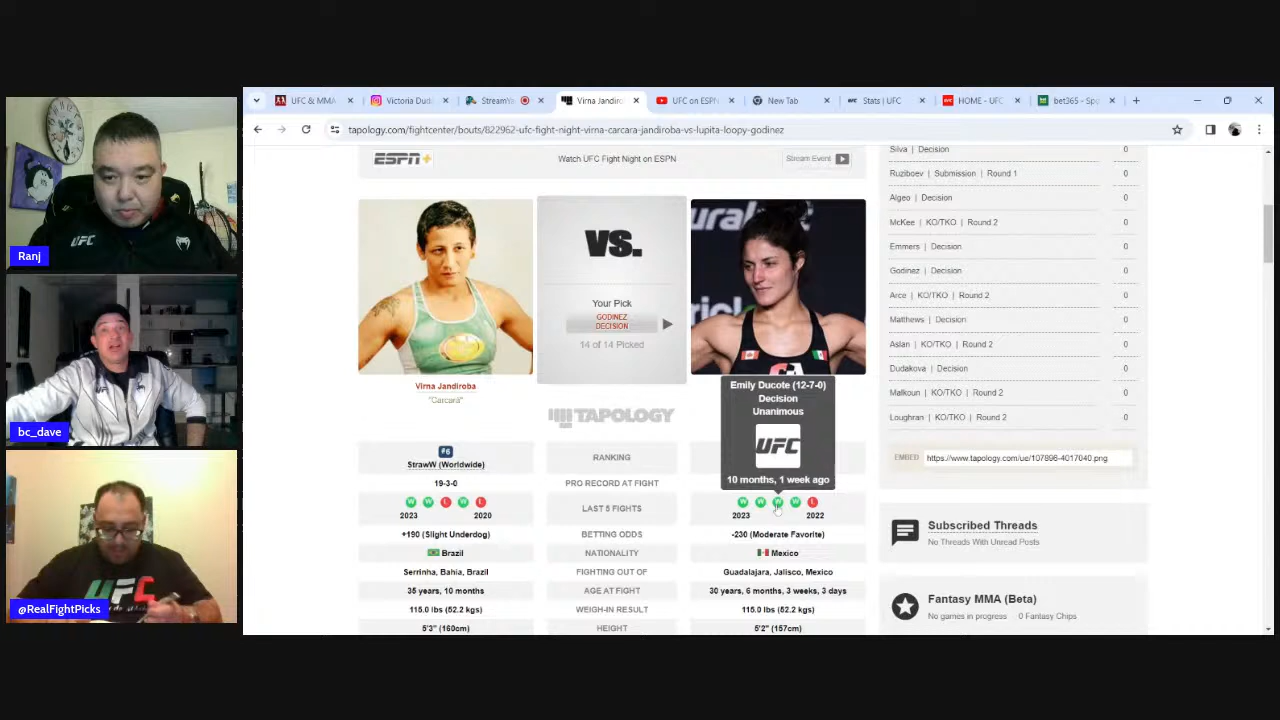 UFC & MMA
Victoria Dud
StreamYa
Virna Jandiro
UFC on ESPN
New Tab
Stats | UFC
HOME - UFC
bet365 - Spo
tapology.com/fightcenter/bouts/822962-ufc-fight-night-virna-carcara-jandiroba-vs-lupita-loopy-godinez
ESPN+
Watch UFC Fight Night on ESPN
Stream Event
VS.
Your Pick
GODINEZ
DECISION
14 of 14 Picked
Virna Jandiroba
"Carcará"
TAPOLOGY
Emily Ducote (12-7-0)
Decision
Unanimous
UFC
10 months, 1 week ago
#6
StrawW (Worldwide)
RANKING
19-3-0
PRO RECORD AT FIGHT
W W L W L
LAST 5 FIGHTS
W W W W L
2023 2020
2023 2022
+190 (Slight Underdog)
BETTING ODDS
-230 (Moderate Favorite)
Brazil
NATIONALITY
Mexico
Serrinha, Bahia, Brazil
FIGHTING OUT OF
Guadalajara, Jalisco, Mexico
35 years, 10 months
AGE AT FIGHT
30 years, 6 months, 3 weeks, 3 days
115.0 lbs (52.2 kgs)
WEIGH-IN RESULT
115.0 lbs (52.2 kgs)
5'3" (160cm)
HEIGHT
5'2" (157cm)
Silva | Decision 0
Ruziboev | Submission | Round 1 0
Algeo | Decision 0
McKee | KO/TKO | Round 2 0
Emmers | Decision 0
Godinez | Decision 0
Arce | KO/TKO | Round 2 0
Matthews | Decision 0
Aslan | KO/TKO | Round 2 0
Dudakova | Decision 0
Malkoun | KO/TKO | Round 2 0
Loughran | KO/TKO | Round 2 0
EMBED https://www.tapology.com/ue/107896-4017040.png
Subscribed Threads
No Threads With Unread Posts
Fantasy MMA (Beta)
No games in progress 0 Fantasy Chips
UFC
Ranj
bc_dave
UFC
@RealFightPicks